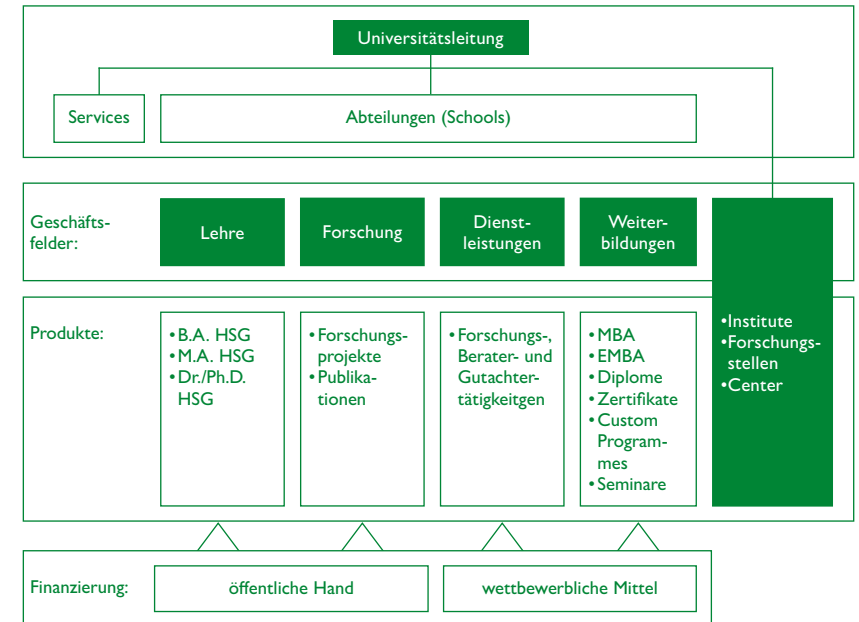 Universitätsleitung
Services
Abteilungen (Schools)
Geschäfts-
felder:
Lehre
Forschung
Dienst-
leistungen
Weiter-
bildungen
Produkte:
•B.A. HSG
•M.A. HSG
•Dr./Ph.D.
HSG
•Forschungs-
projekte
•Publika-
tionen
•Forschungs-,
Berater- und
Gutachter-
tätigkeitgen
•MBA
•EMBA
•Diplome
•Zertifikate
•Custom
Program-
mes
•Seminare
•Institute
•Forschungs-
stellen
•Center
Finanzierung:
öffentliche Hand
wettbewerbliche Mittel